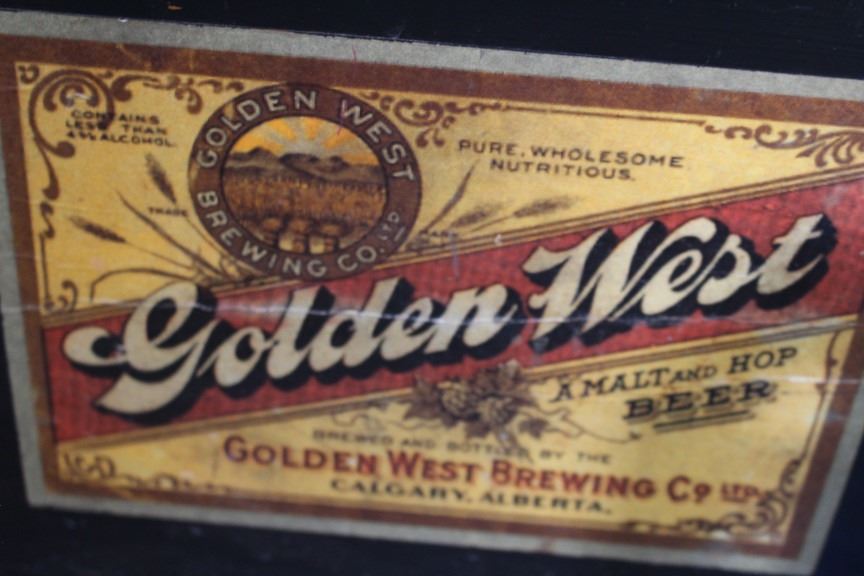 CONTAINS
LESS THAN
4%% ALCOHOL.
GOLDEN WEST
BREWING CO. LTD
PURE, WHOLESOME
NUTRITIOUS.
TRADE
MARK
Golden West
A MALT AND HOP
BEER
BREWED AND BOTTLED BY THE
GOLDEN WEST BREWING CO LTD.
CALGARY, ALBERTA.